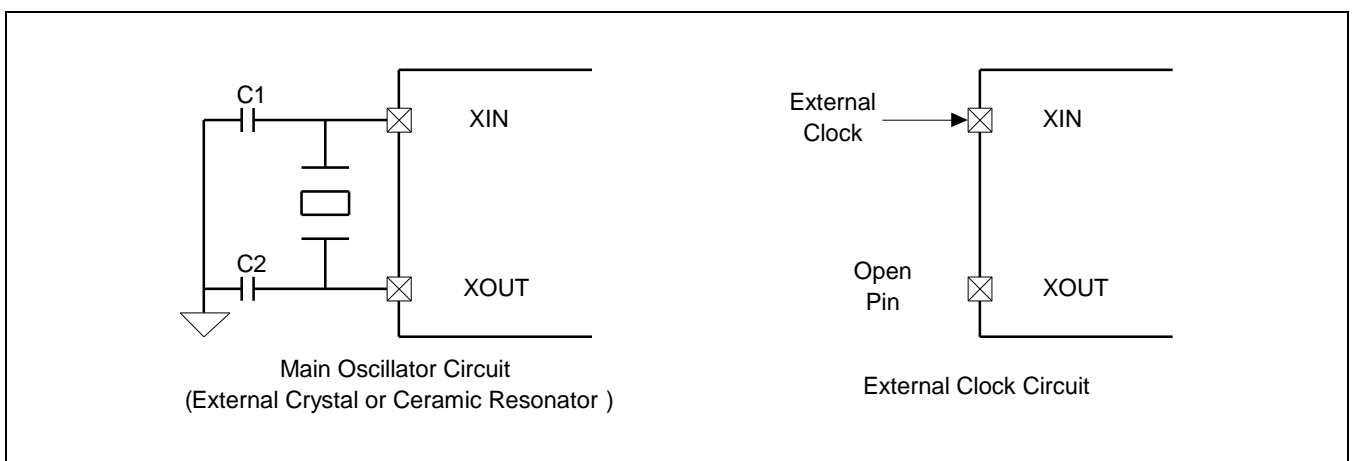 C1
XIN
C2
XOUT
Main Oscillator Circuit
(External Crystal or Ceramic Resonator )
External
Clock
XIN
Open
Pin
XOUT
External Clock Circuit